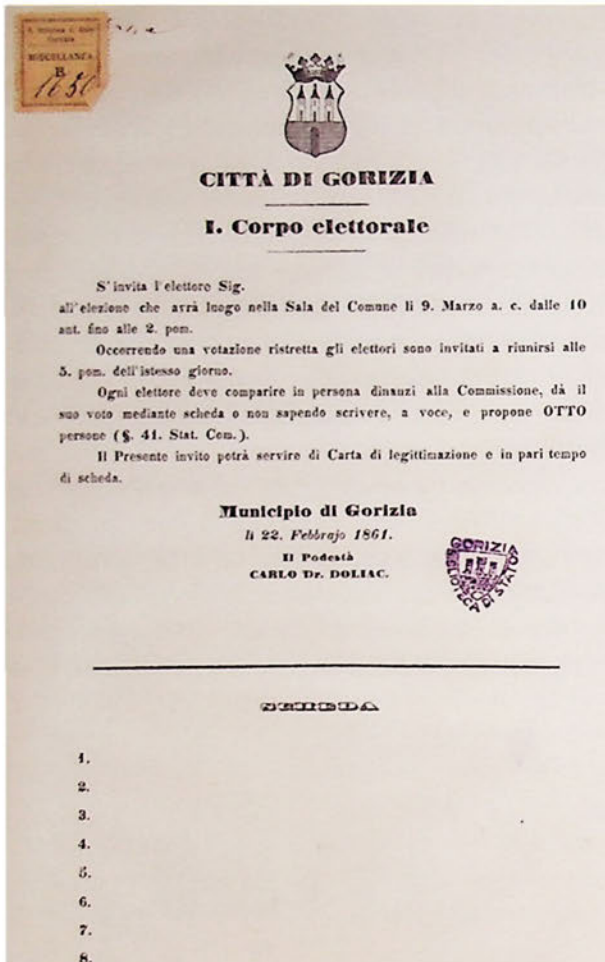 MISCELLANEA
B
1650
CITTÀ DI GORIZIA
I. Corpo elettorale
S'invita l'elettore Sig.
all'elezione che avrà luogo nella Sala del Comune li 9. Marzo a. c. dalle 10
ant. fino alle 2. pom.
Occorrendo una votazione ristretta gli elettori sono invitati a riunirsi alle
5. pom. dell'istesso giorno.
Ogni elettore deve comparire in persona dinanzi alla Commissione, dà il
suo voto mediante scheda o non sapendo scrivere, a voce, e propone OTTO
persone (§. 41. Stat. Com.).
Il Presente invito potrà servire di Carta di legittimazione e in pari tempo
di scheda.
Municipio di Gorizia
li 22. Febbrajo 1861.
Il Podestà
CARLO Dr. DOLIAC.
GORIZIA
BIBLIOTECA DI STATO
SCHEDA
1.
2.
3.
4.
5.
6.
7.
8.